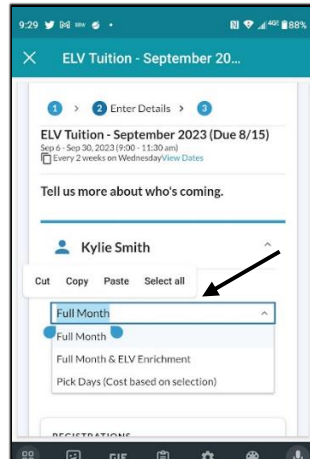 9:29
4G
88%
ELV Tuition - September 20...
1 > 2 Enter Details > 3
ELV Tuition - September 2023 (Due 8/15)
Sep 6 - Sep 30, 2023 (9:00 - 11:30 am)
Every 2 weeks on WednesdayView Dates
Tell us more about who's coming.
Kylie Smith
Cut Copy Paste Select all
Full Month
Full Month
Full Month & ELV Enrichment
Pick Days (Cost based on selection)
REGISTRATIONS
GIF